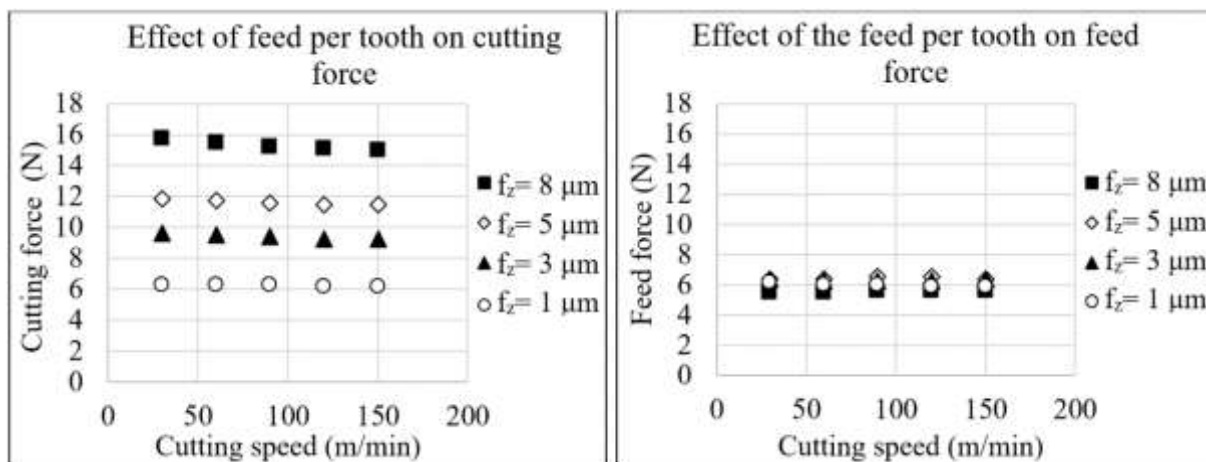 Effect of feed per tooth on cutting
force
18
16
14
12
10
8
6
4
2
0
Cutting force (N)
0 50 100 150 200
Cutting speed (m/min)
fz= 8 μm
fz= 5 μm
fz= 3 μm
fz= 1 μm
Effect of the feed per tooth on feed
force
18
16
14
12
10
8
6
4
2
0
Feed force (N)
0 50 100 150 200
Cutting speed (m/min)
fz= 8 μm
fz= 5 μm
fz= 3 μm
fz= 1 μm